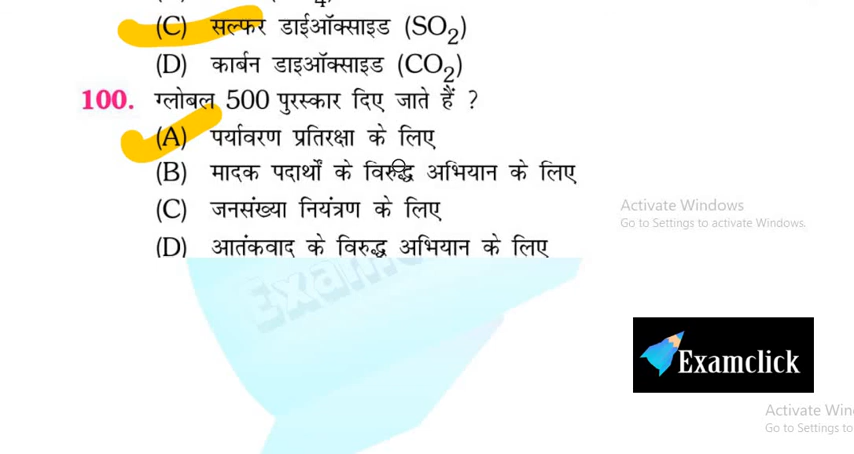 (C) सल्फर डाईऑक्साइड (SO2)
(D) कार्बन डाइऑक्साइड (CO2)
100. ग्लोबल 500 पुरस्कार दिए जाते हैं ?
(A) पर्यावरण प्रतिरक्षा के लिए
(B) मादक पदार्थों के विरुद्धि अभियान के लिए
(C) जनसंख्या नियंत्रण के लिए
(D) आतंकवाद के विरुद्ध अभियान के लिए
Activate Windows
Go to Settings to activate Windows.
Examclick
Activate Win
Go to Settings to